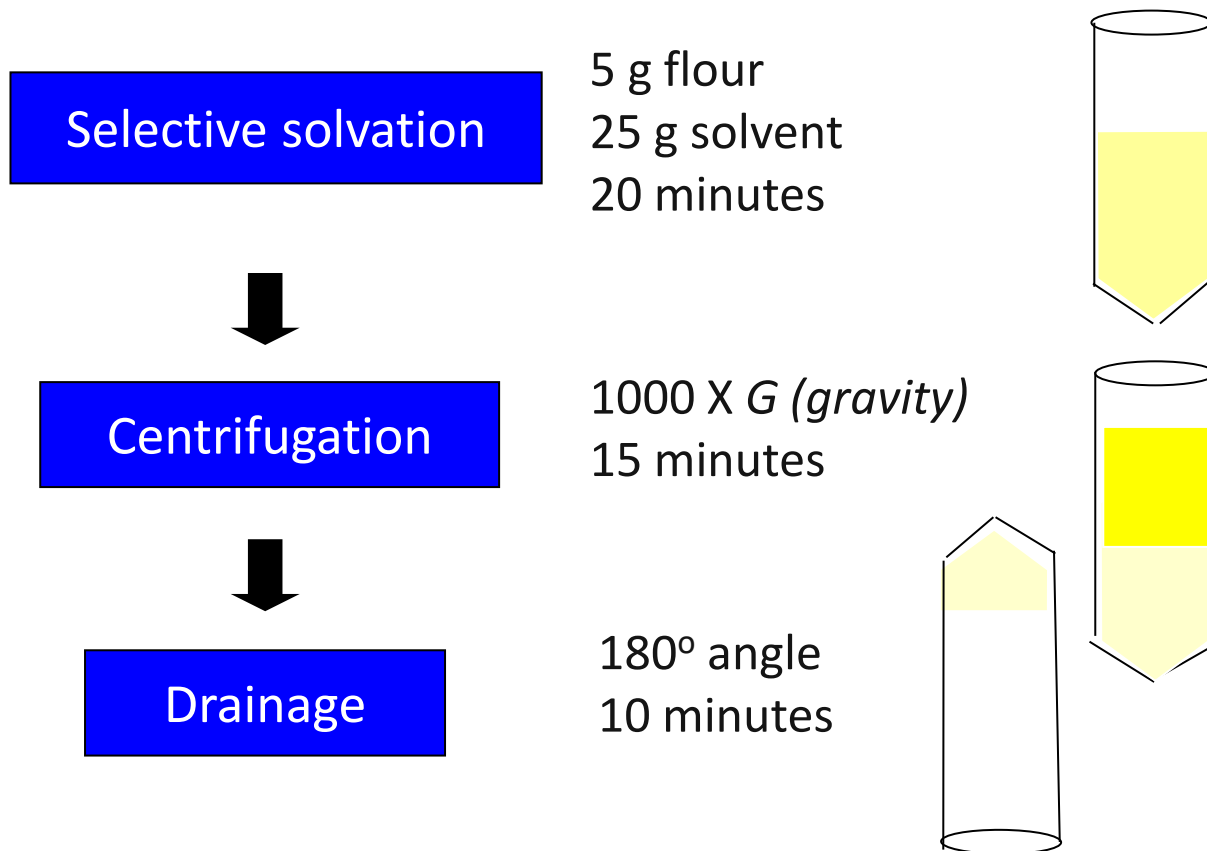 Selective solvation
5 g flour
25 g solvent
20 minutes
Centrifugation
1000 X G (gravity)
15 minutes
Drainage
180º angle
10 minutes